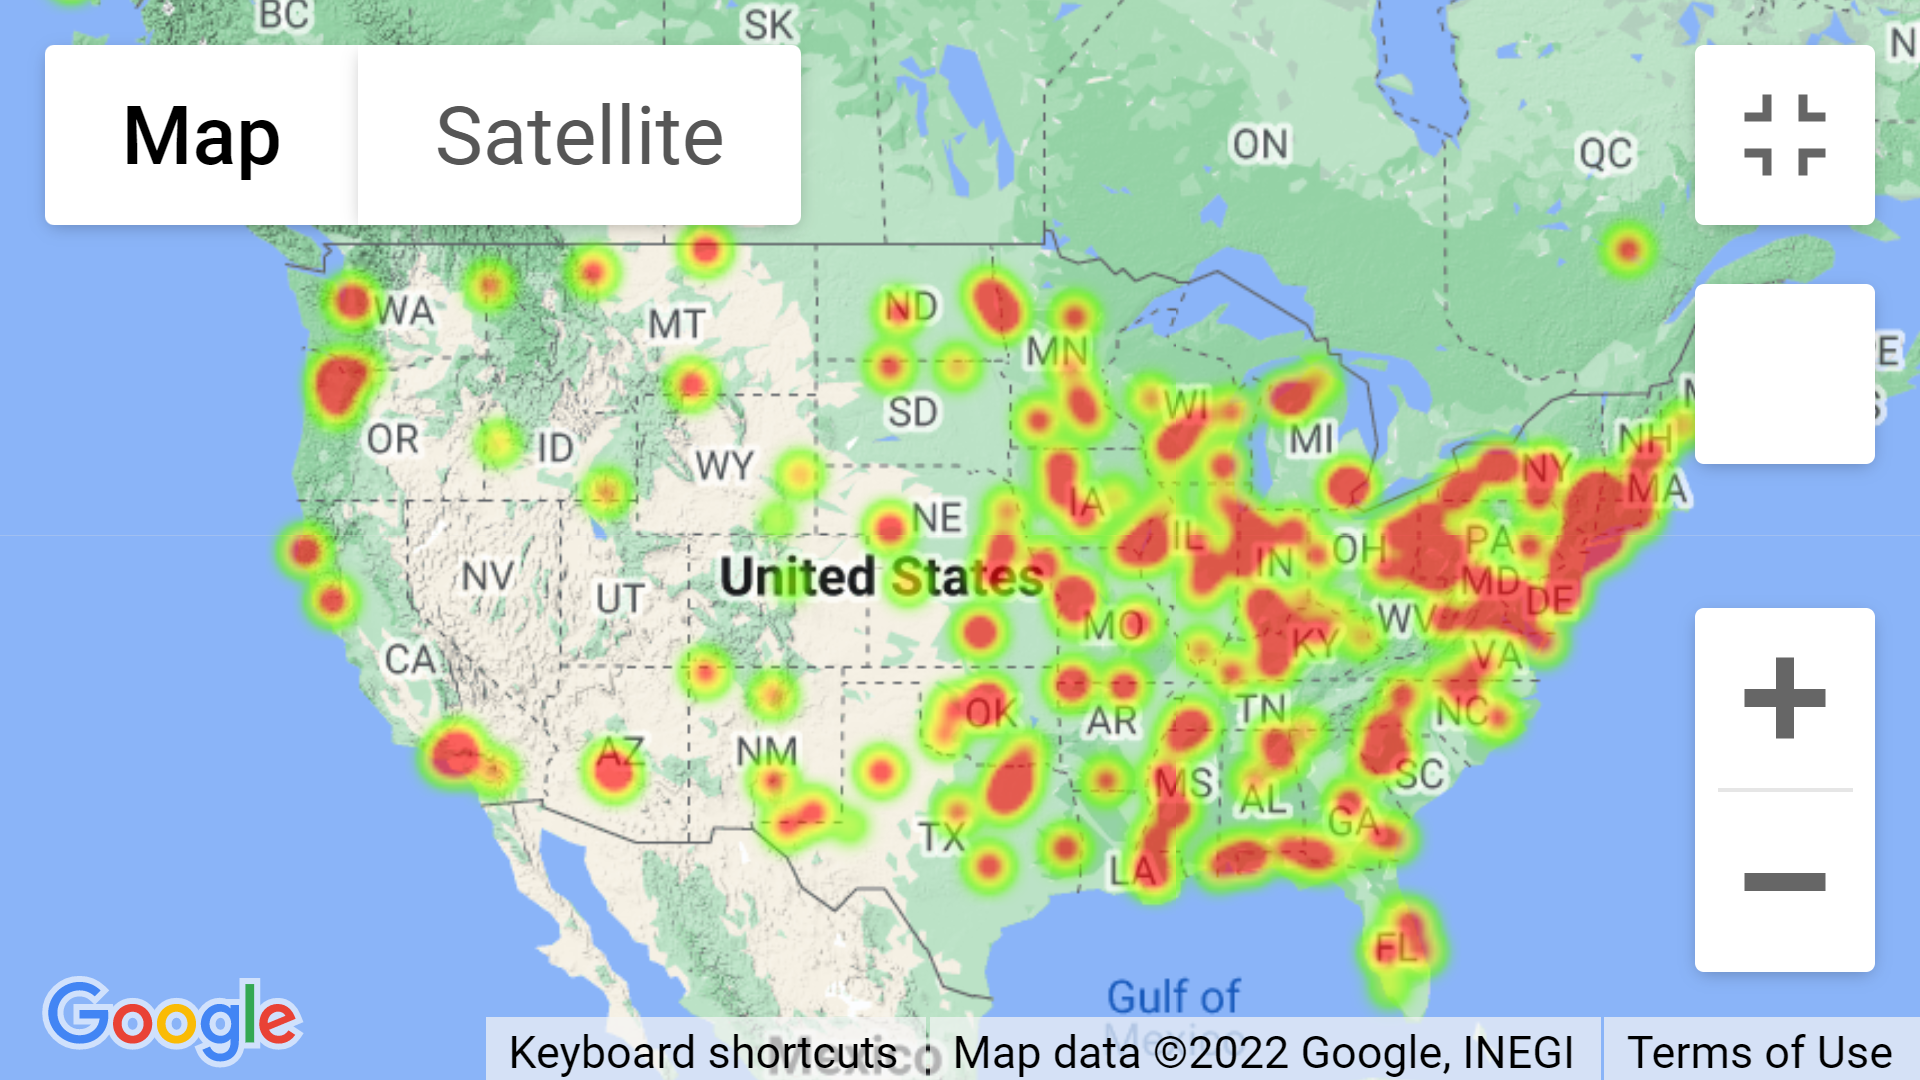 BC
SK
N
Map
Satellite
ON
QC
WA
ND
MT
MN
E
SD
WI
OR
ID
MI
NH
WY
NY
MA
IA
NE
IL
PA
OH
IN
NV
United States
MD
UT
DE
MO
WV
KY
CA
VA
OK
AR
TN
NC
AZ
NM
MS
SC
AL
TX
GA
LA
FL
Gulf of
Mexico
Google
Keyboard shortcuts
Mexico
Map data ©2022 Google, INEGI
Terms of Use